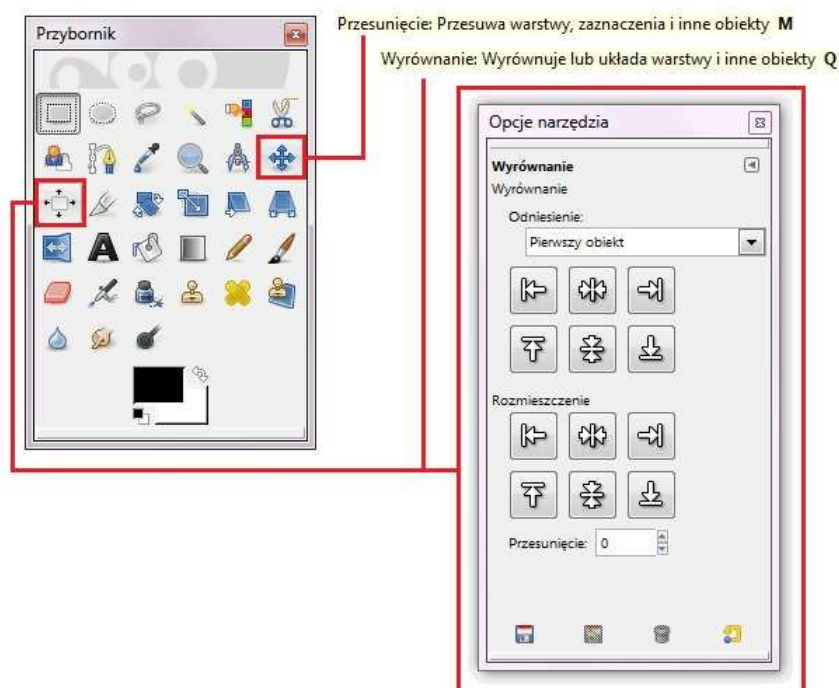 Przesunięcie: Przesuwa warstwy, zaznaczenia i inne obiekty M
Wyrównanie: Wyrównuje lub układa warstwy i inne obiekty Q
Przybornik
Opcje narzędzia
Wyrównanie
Wyrównanie
Odniesienie:
Pierwszy obiekt
Rozmieszczenie
Przesunięcie: 0